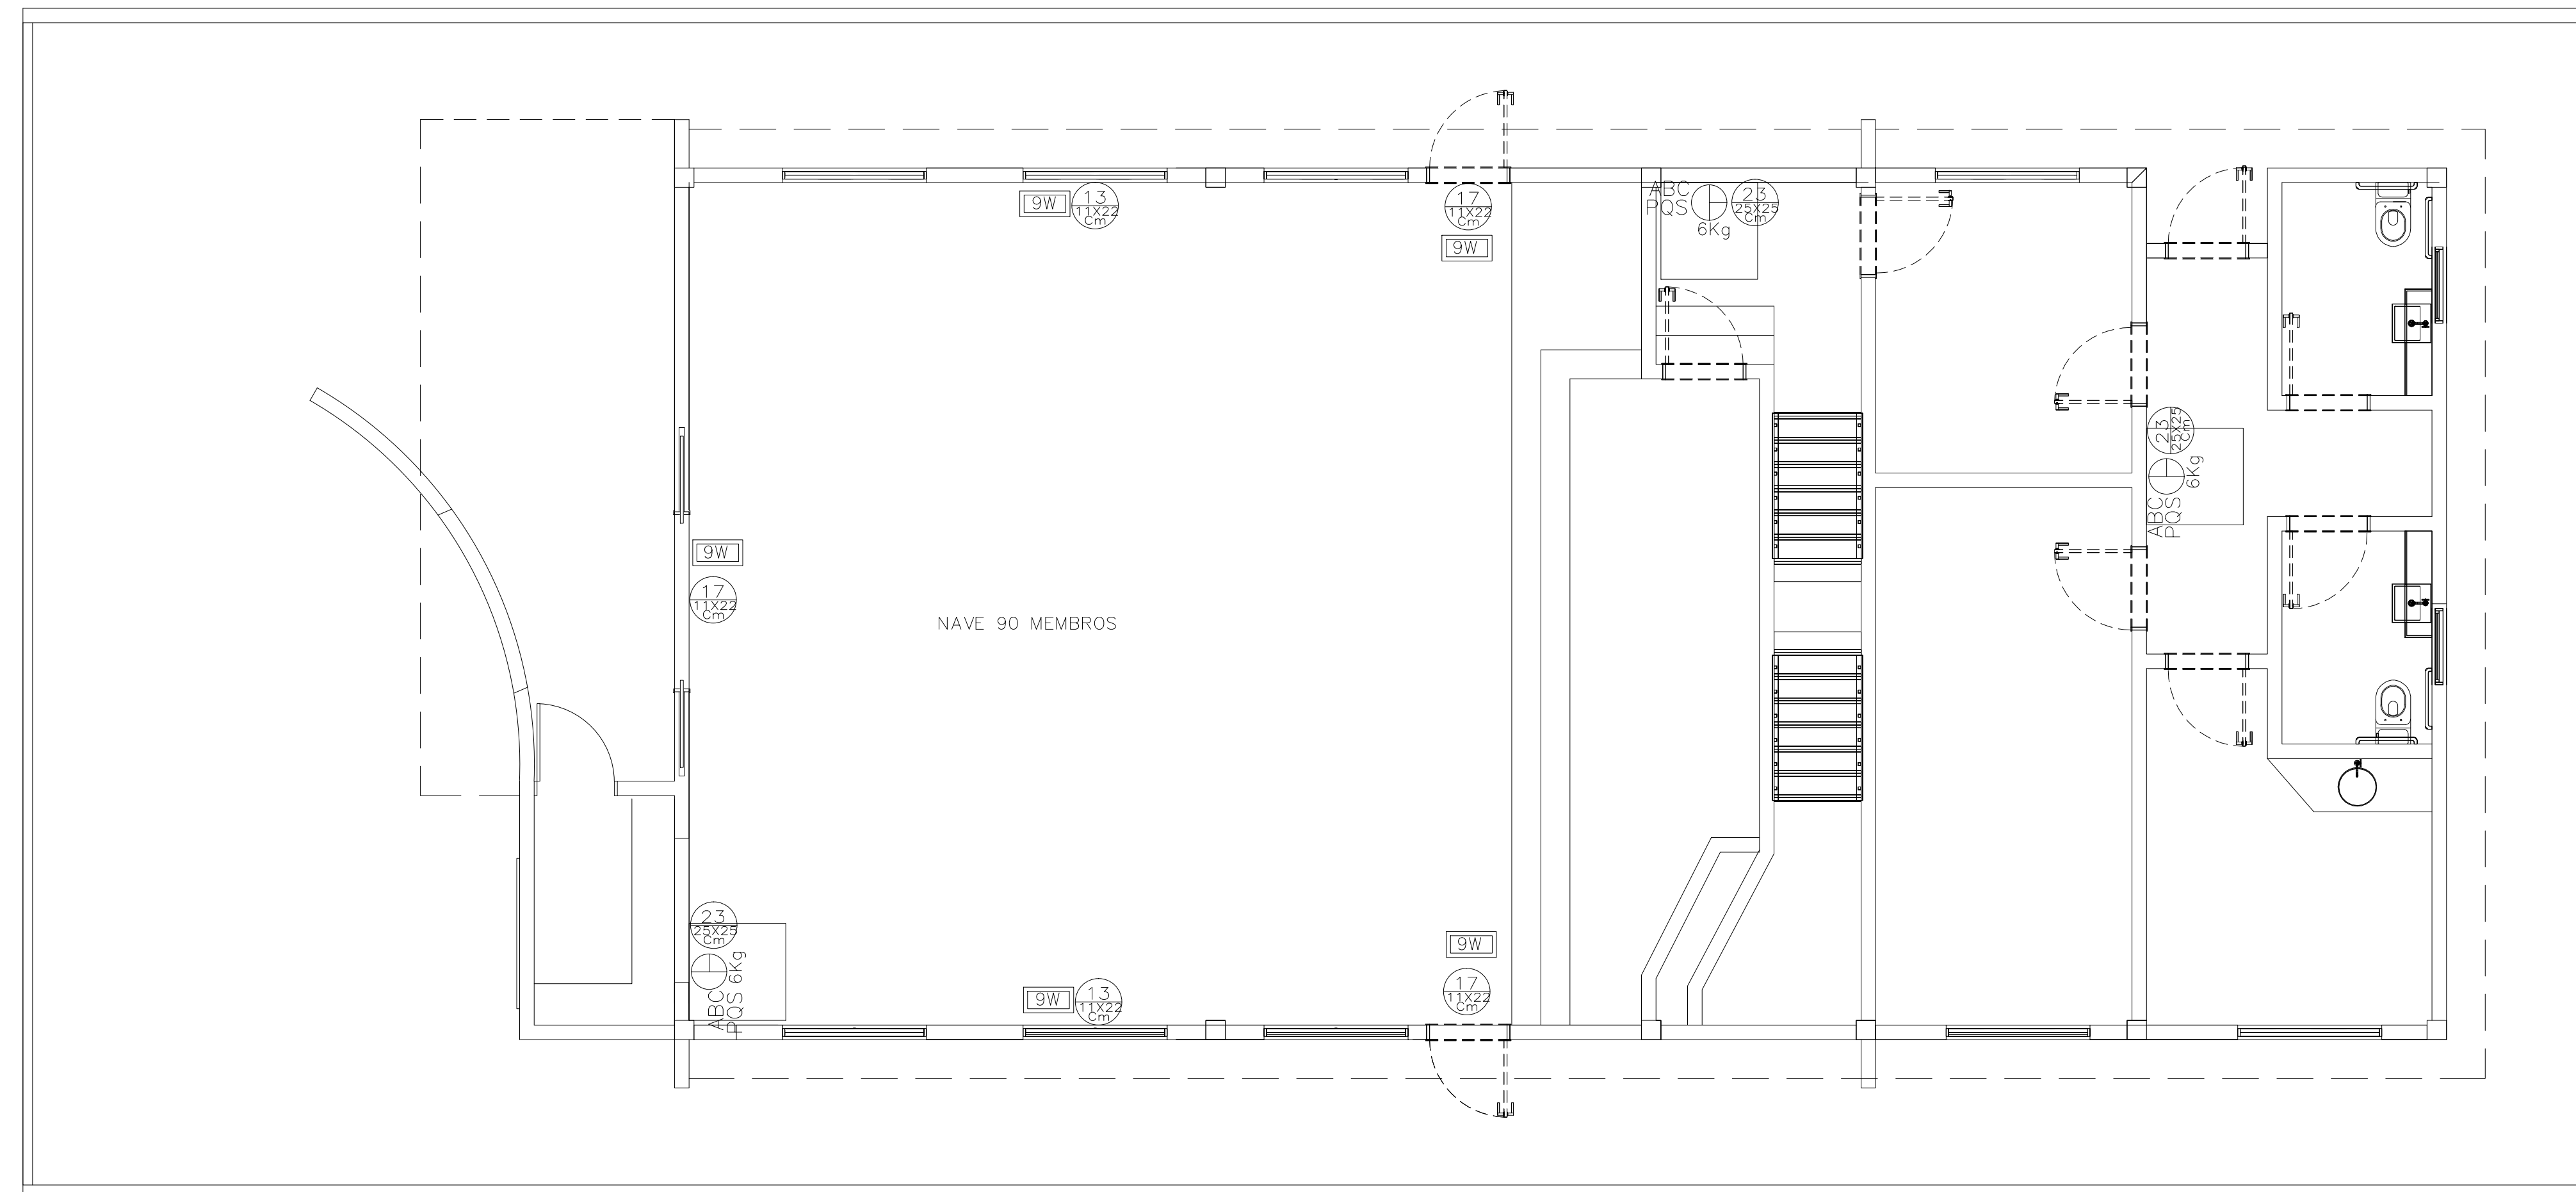 9W
13
11X22
Cm
17
11X22
Cm
9W
ABC
PQS
6Kg
23
25X25
Cm
23
25X25
Cm
6Kg
ABC
PQS
9W
17
11X22
Cm
NAVE 90 MEMBROS
23
25X25
Cm
ABC
PQS 6Kg
9W
13
11X22
Cm
9W
17
11X22
Cm